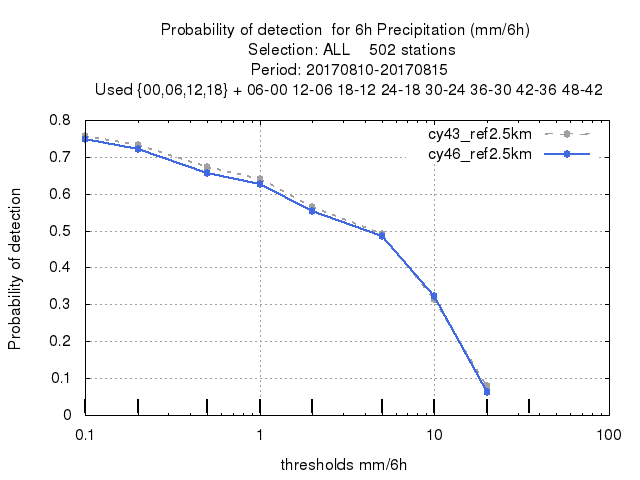 Probability of detection  for 6h Precipitation (mm/6h)
Selection: ALL    502 stations
Period: 20170810-20170815
Used {00,06,12,18} + 06-00 12-06 18-12 24-18 30-24 36-30 42-36 48-42
cy43_ref2.5km
cy46_ref2.5km
Probability of detection
0.8
0.7
0.6
0.5
0.4
0.3
0.2
0.1
0
0.1 1 10 100
thresholds mm/6h